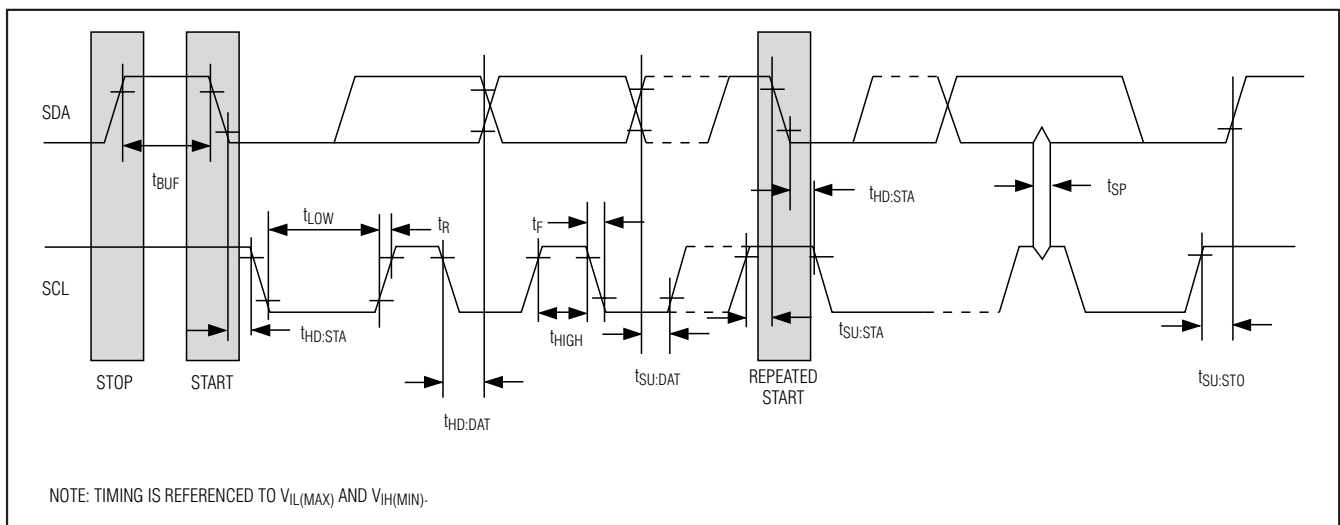 SDA
tBUF
tLOW
tR
tF
tHD:STA
tSP
SCL
tHD:STA
tHIGH
tSU:STA
STOP
START
tSU:DAT
REPEATED
START
tSU:STO
tHD:DAT
NOTE: TIMING IS REFERENCED TO VIL(MAX) AND VIH(MIN).